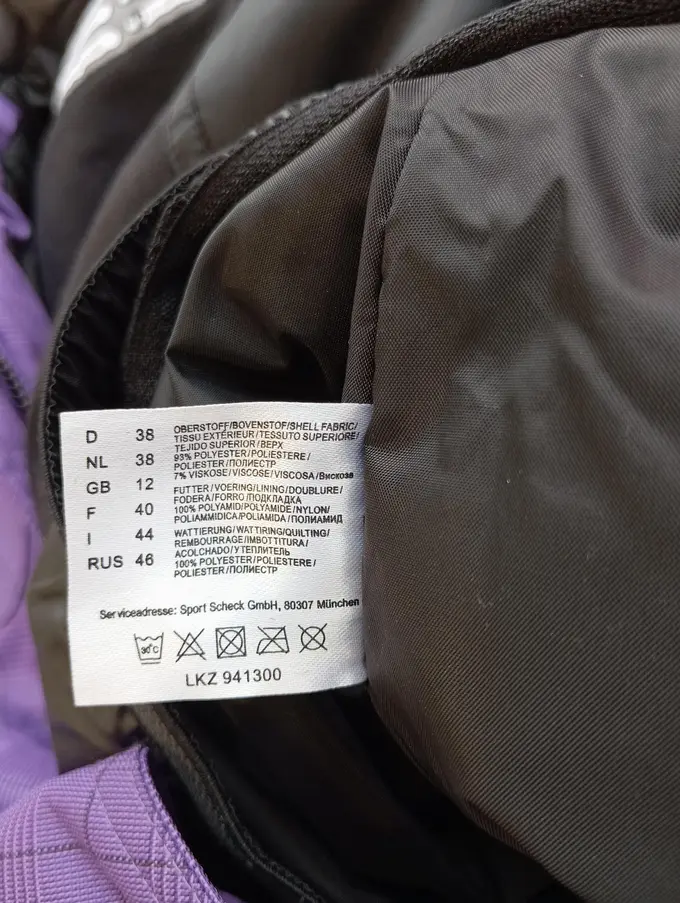 D 38
NL 38
GB 12
F 40
I 44
RUS 46
OBERSTOFF/BOVENSTOF/SHELL FABRIC/
TISSU EXTÉRIEUR/TESSUTO SUPERIORE/
TEJIDO SUPERIOR/ВЕРХ
93% POLYESTER/POLIESTERE/
POLIESTER/ПОЛИЕСТР
7% VISKOSE/VISCOSE/VISCOSA/Вискоза
FUTTER/VOERING/LINING/DOUBLURE/
FODERA/FORRO/ПОДКЛАДКА
100% POLYAMID/POLYAMIDE/NYLON/
POLIAMMIDICA/POLIAMIDA/ПОЛИАМИД
WATTIERUNG/WATTIRING/QUILTING/
REMBOURRAGE/IMBOTTITURA/
ACOLCHADO/УТЕПЛИТЕЛЬ
100% POLYESTER/POLIESTERE/
POLIESTER/ПОЛИЕСТР
Serviceadresse: Sport Scheck GmbH, 80307 München
30°C
LKZ 941300